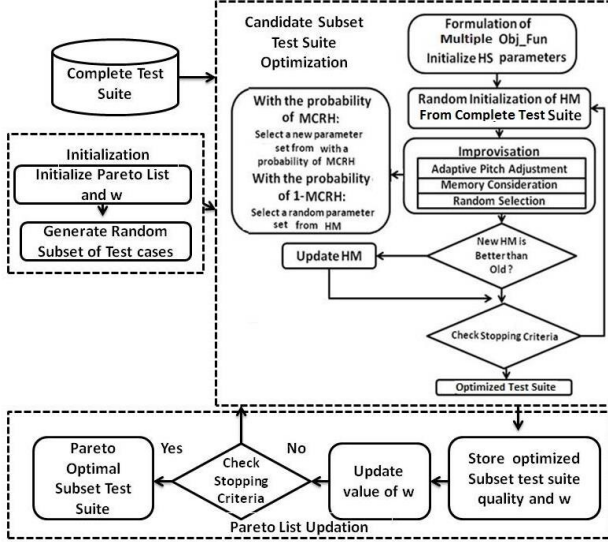 Complete Test
Suite
Initialization
Initialize Pareto List
and w
Generate Random
Subset of Test cases
Candidate Subset
Test Suite
Optimization
Formulation of
Multiple Obj_Fun
Initialize HS parameters
Random Initialization of HM
From Complete Test Suite
With the probability
of MCRH:
Select a new parameter
set from with a
probability of MCRH
With the probability
of 1-MCRH:
Select a random parameter
set from HM
Improvisation
Adaptive Pitch Adjustment
Memory Consideration
Random Selection
New HM is
Better than
Old?
Update HM
Check Stopping Criteria
Optimized Test Suite
Pareto
Optimal
Subset Test
Suite
Yes
Check
Stopping
Criteria
No
Update
value of w
Store optimized
Subset test suite
quality and w
Pareto List Updation